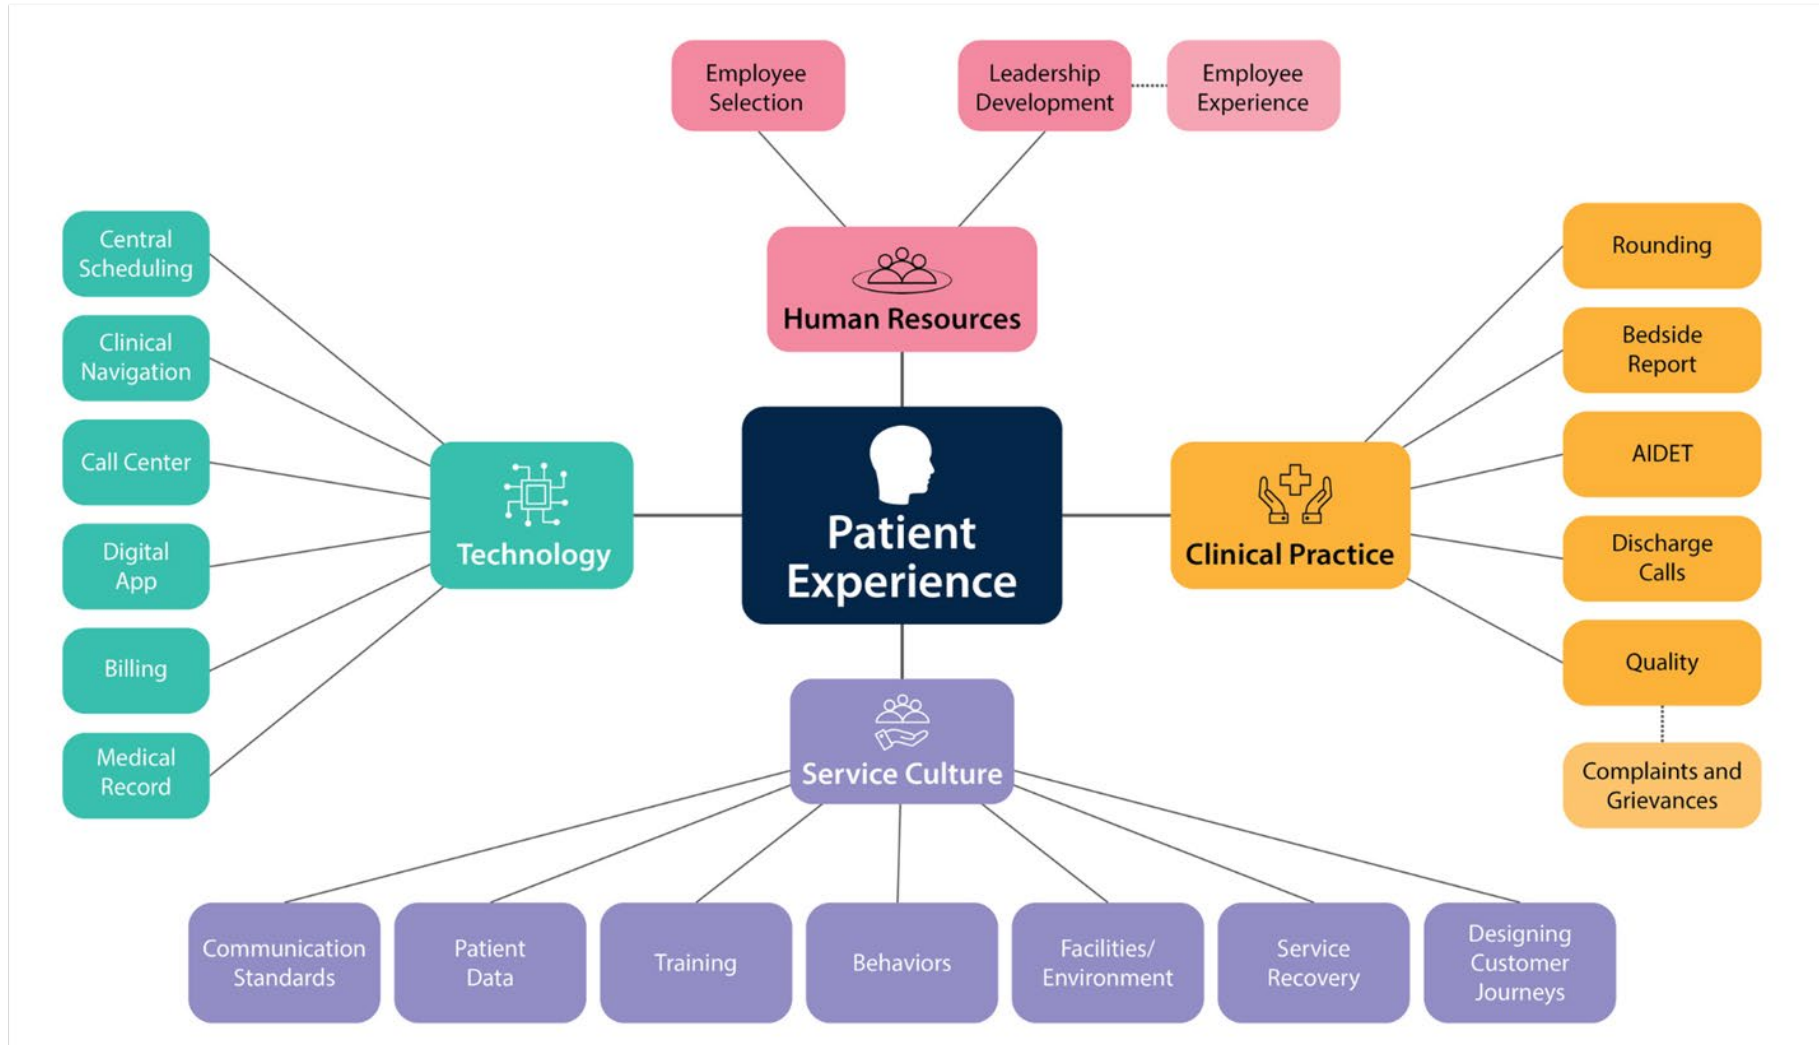 Employee
Selection
Leadership
Development
Employee
Experience
Human Resources
Central
Scheduling
Clinical
Navigation
Call Center
Digital
App
Billing
Medical
Record
Technology
Patient
Experience
Clinical Practice
Rounding
Bedside
Report
AIDET
Discharge
Calls
Quality
Complaints and
Grievances
Service Culture
Communication
Standards
Patient
Data
Training
Behaviors
Facilities/
Environment
Service
Recovery
Designing
Customer
Journeys